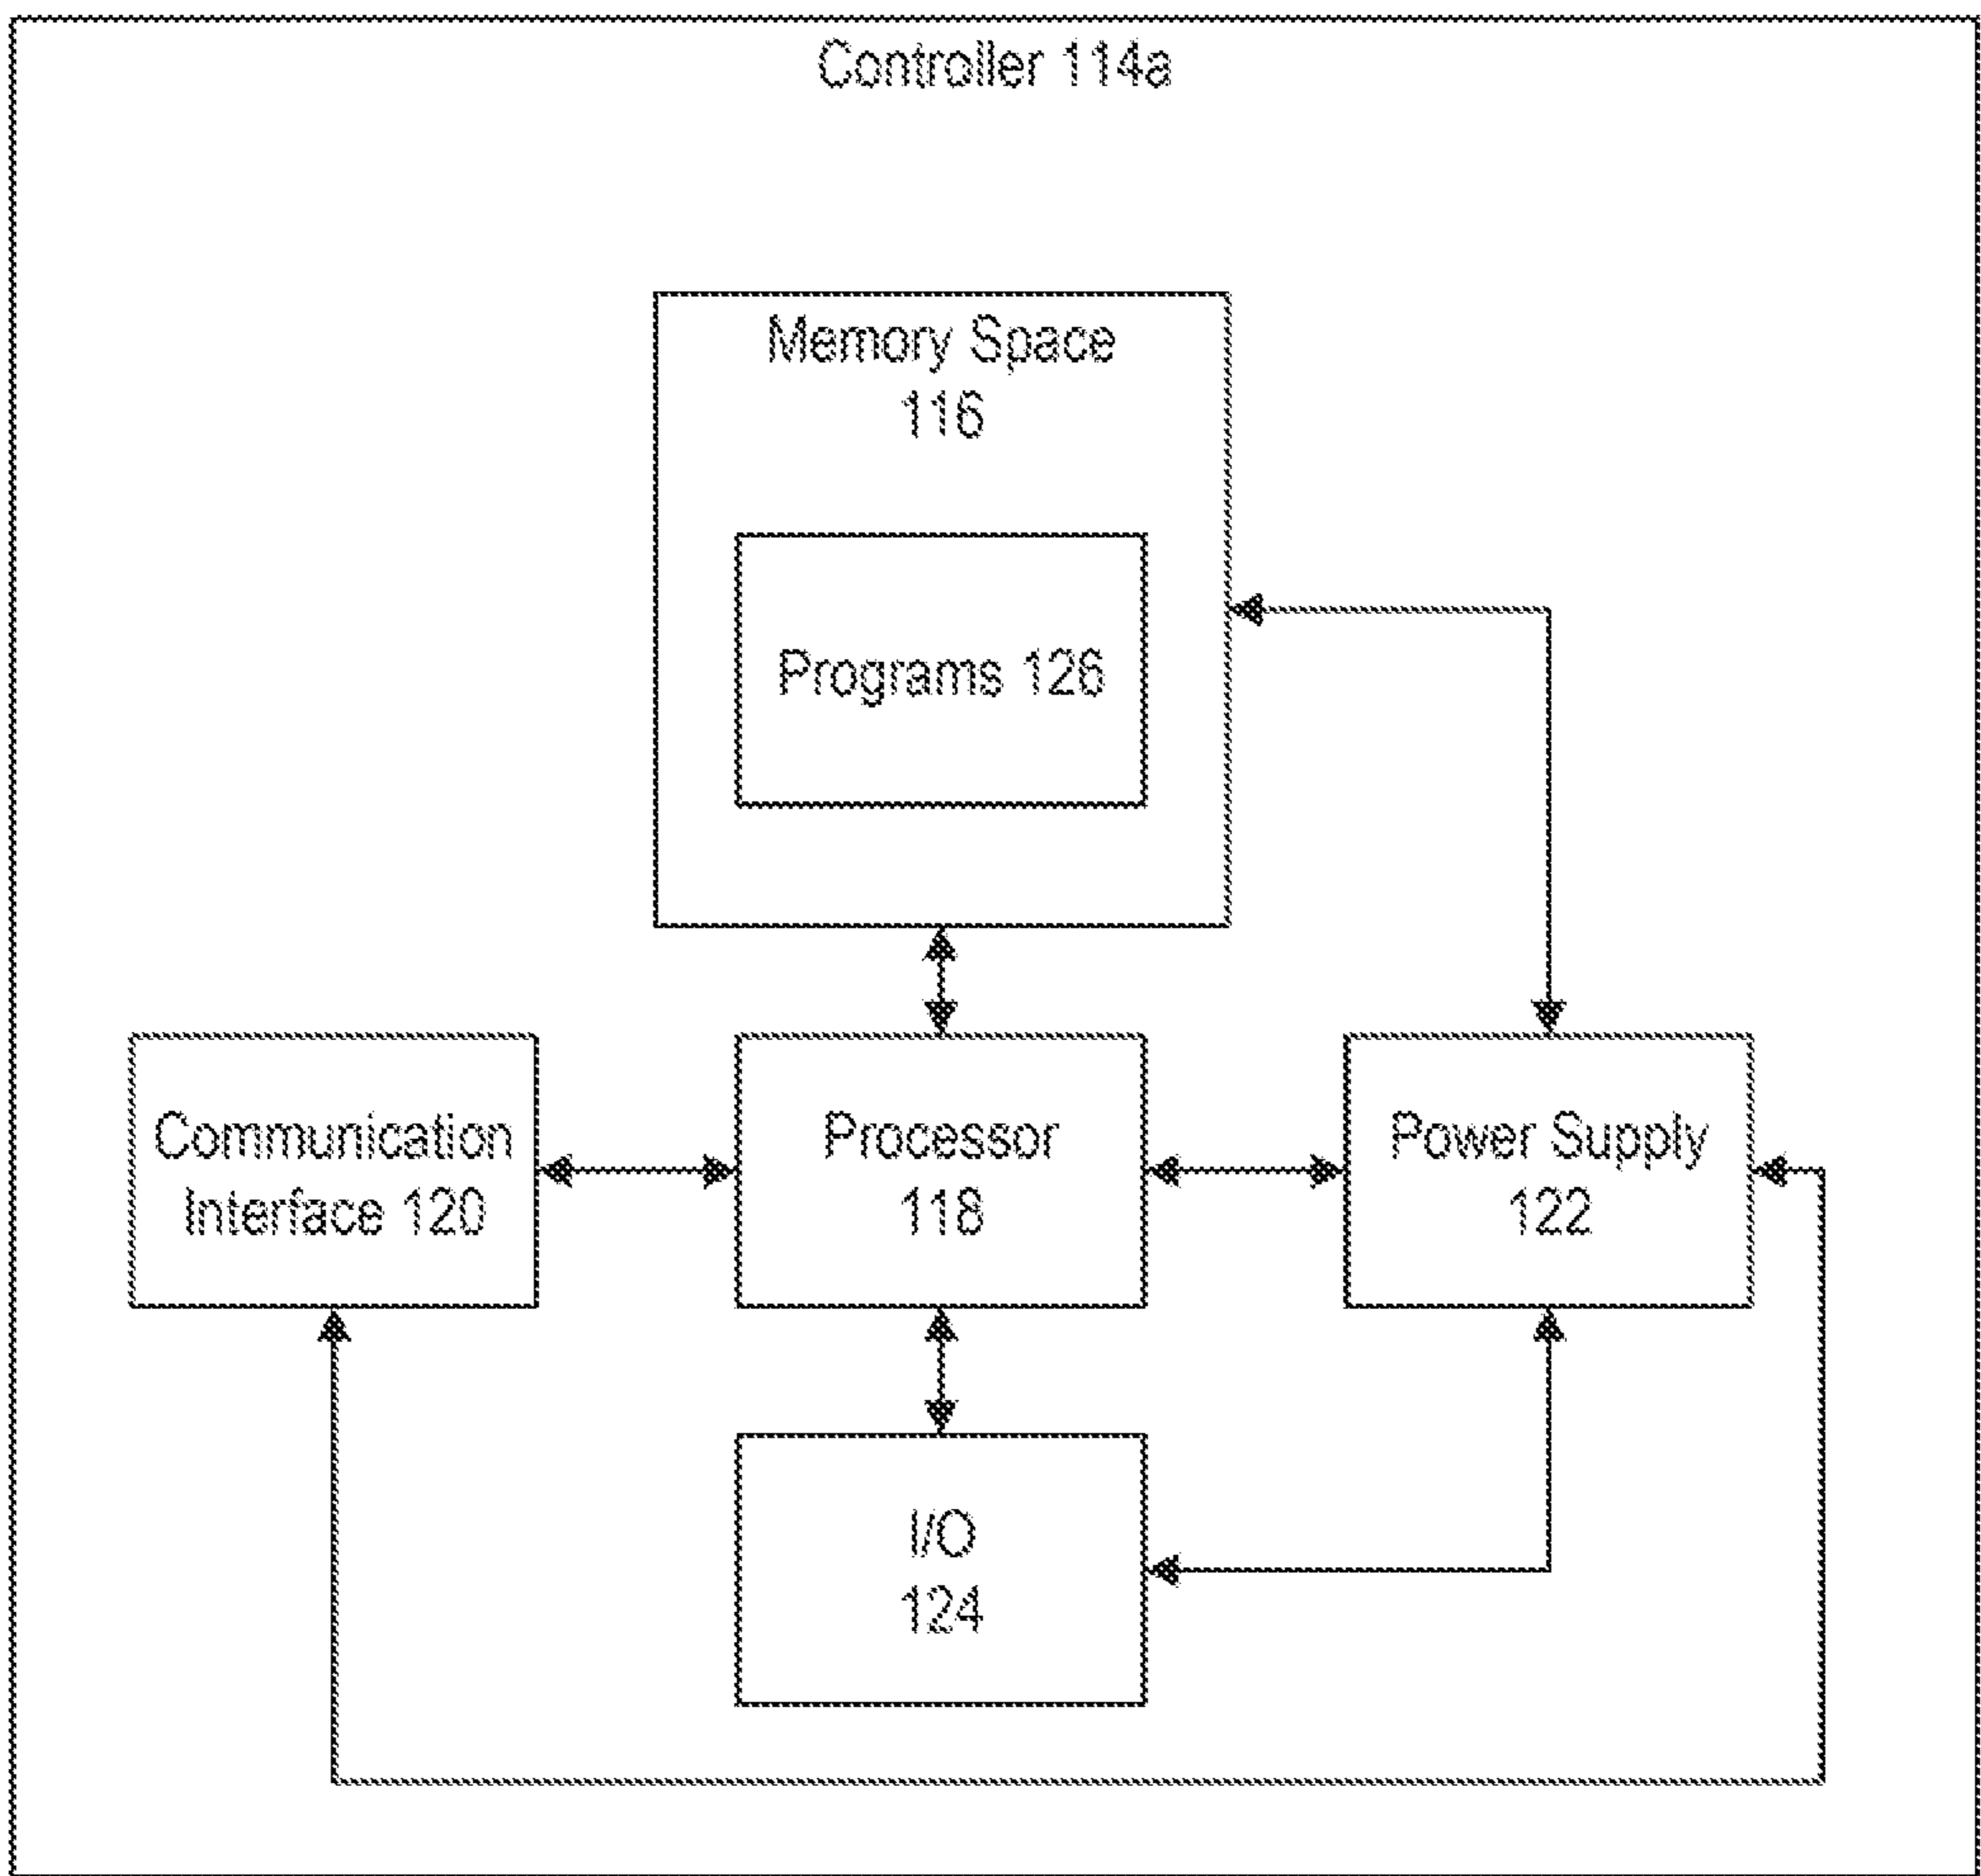 Controller 114a
Memory Space
116
Programs 126
Communication
Interface 120
Processor
118
Power Supply
122
I/O
124